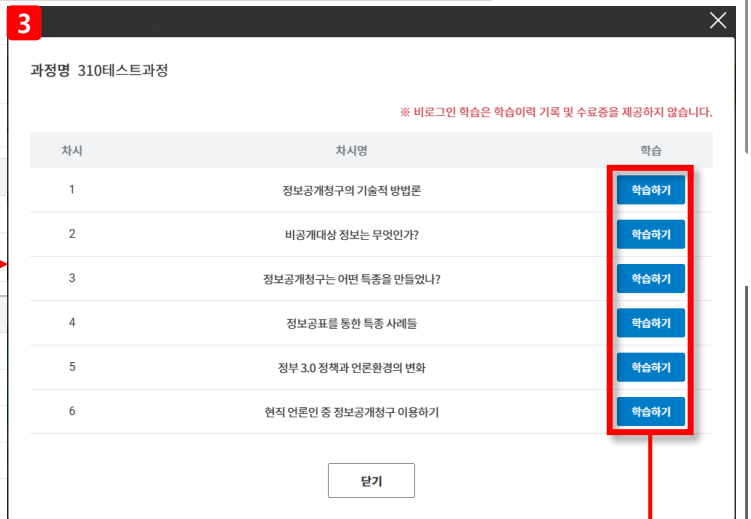 3
과정명 310테스트과정
※ 비로그인 학습은 학습이력 기록 및 수료증을 제공하지 않습니다.
차시 차시명 학습
1 정보공개청구의 기술적 방법론 학습하기
2 비공개대상 정보는 무엇인가? 학습하기
3 정보공개청구는 어떤 특종을 만들었나? 학습하기
4 정보공표를 통한 특종 사례들 학습하기
5 정부 3.0 정책과 언론환경의 변화 학습하기
6 현직 언론인 중 정보공개청구 이용하기 학습하기
닫기